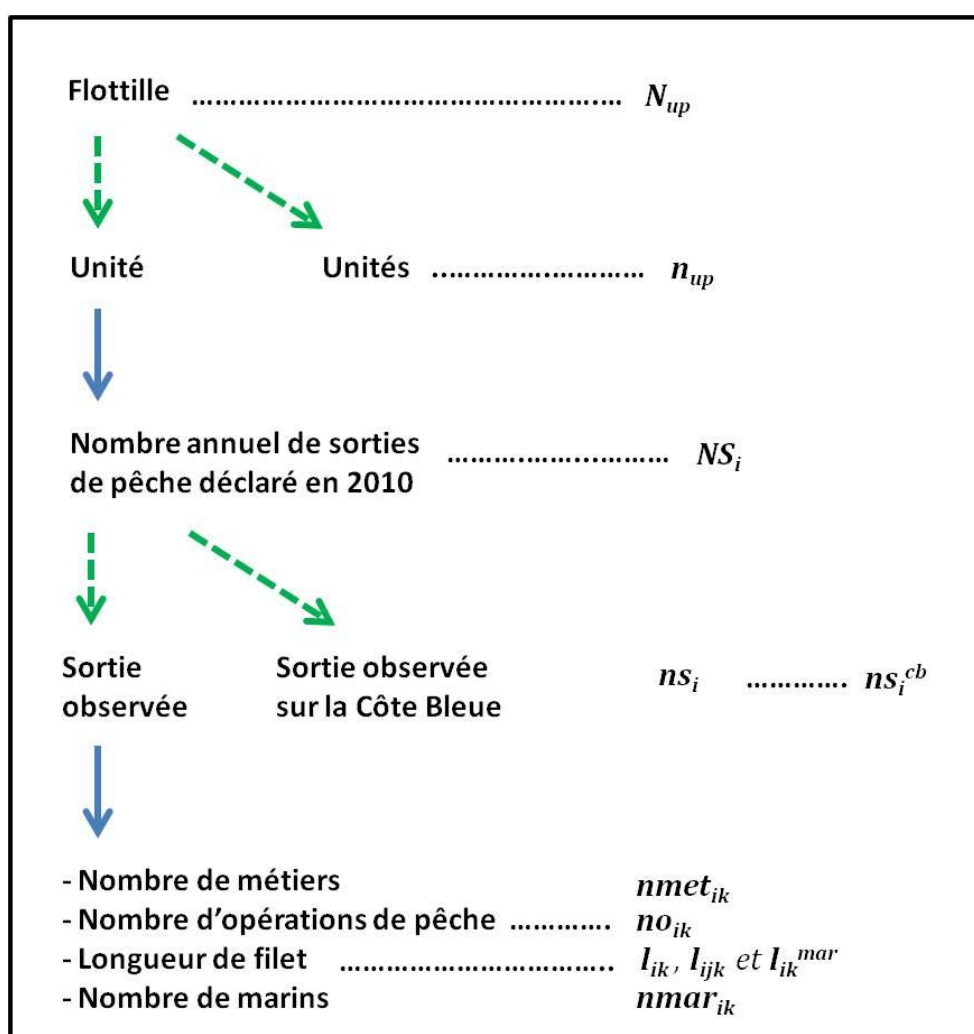 Flottille ……………………………………………… N_up
Unité Unités ……………………… n_up
Nombre annuel de sorties
de pêche déclaré en 2010 ……………………… NS_i
Sortie
observée
Sortie observée
sur la Côte Bleue
ns_i …………. ns_i^cb
- Nombre de métiers nmet_ik
- Nombre d'opérations de pêche …………. no_ik
- Longueur de filet …………………………….. l_ik, l_ijk et l_ik^mar
- Nombre de marins nmar_ik